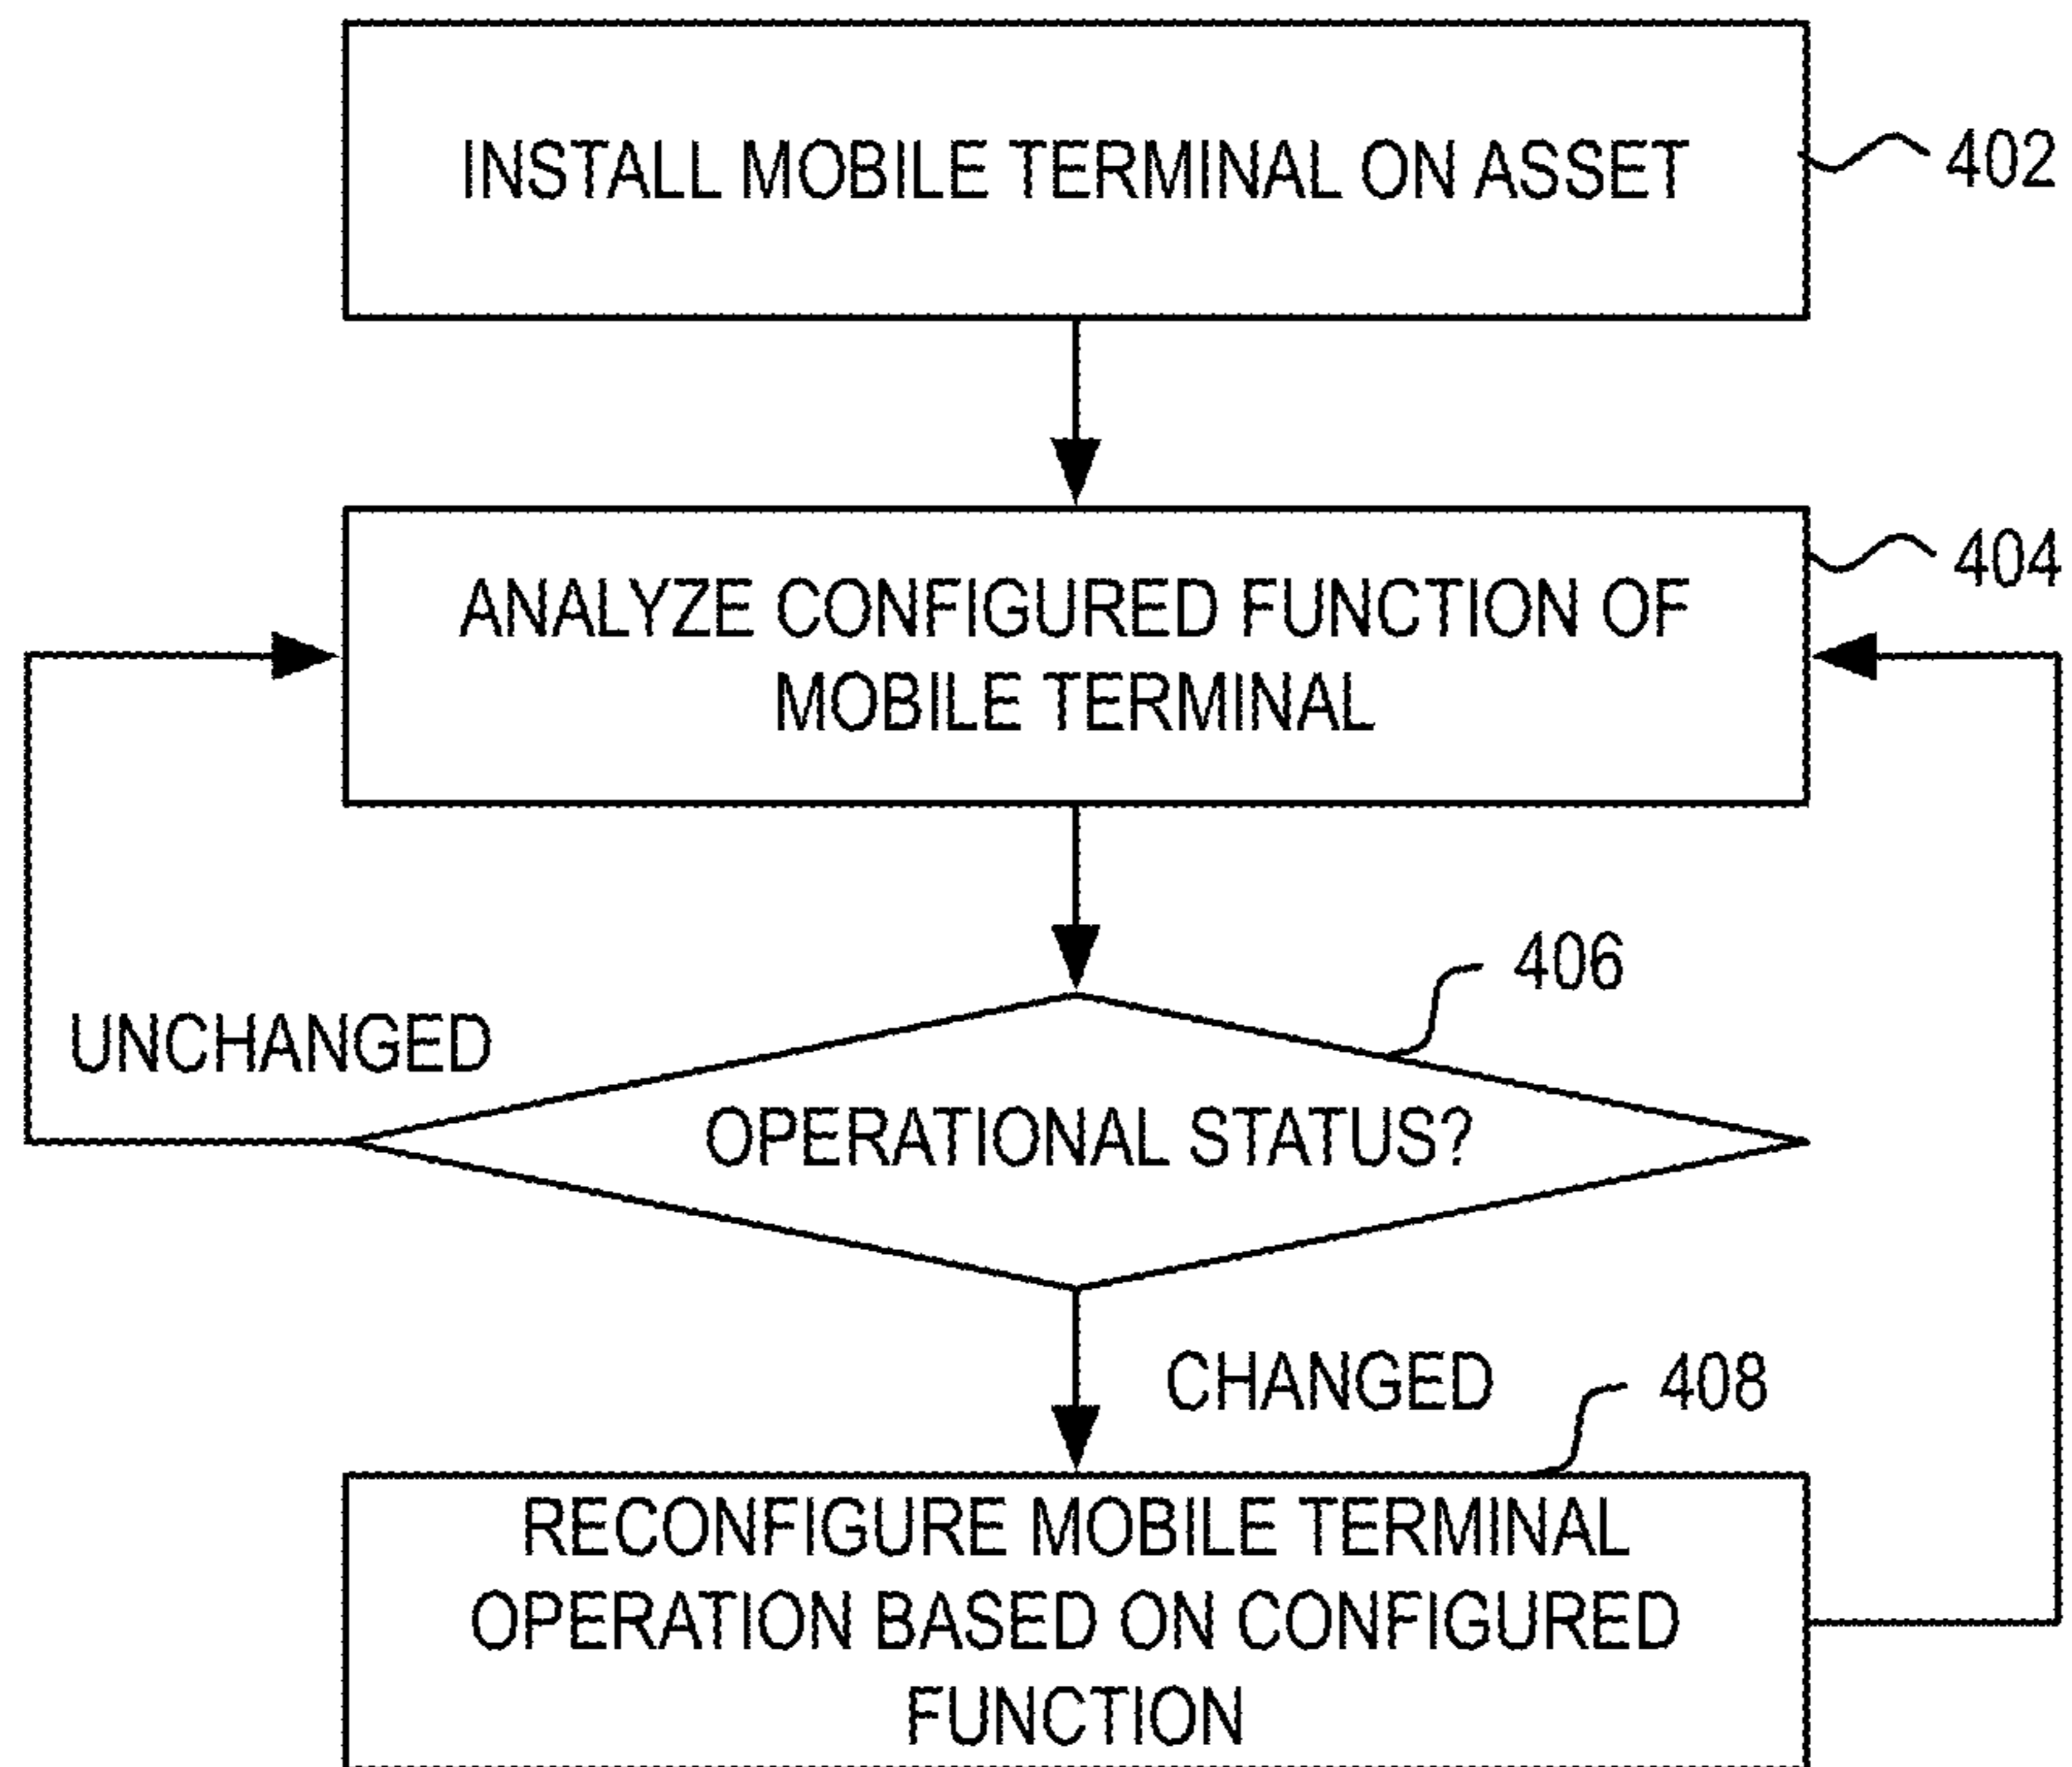 INSTALL MOBILE TERMINAL ON ASSET
402
ANALYZE CONFIGURED FUNCTION OF
MOBILE TERMINAL
404
406
UNCHANGED
OPERATIONAL STATUS?
CHANGED
408
RECONFIGURE MOBILE TERMINAL
OPERATION BASED ON CONFIGURED
FUNCTION